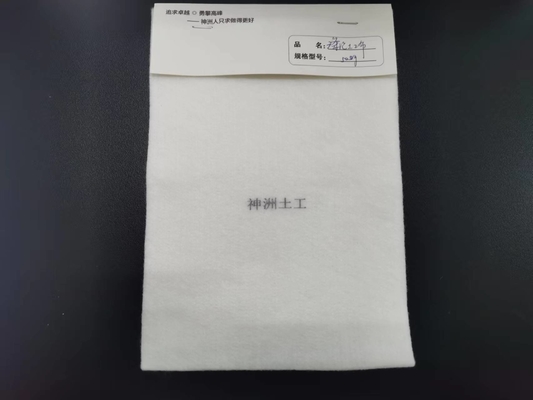 追求卓越 ◎ 勇攀高峰
—— 神洲人只求做得更好
品 名:
规格型号:
神洲土工